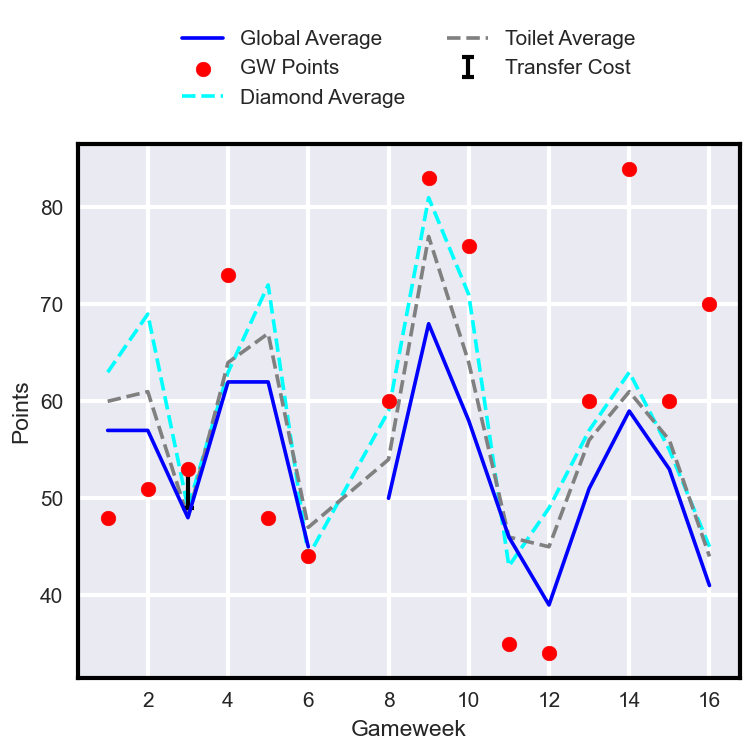 Global Average
GW Points
Diamond Average
Toilet Average
Transfer Cost
80
70
60
50
40
Points
2 4 6 8 10 12 14 16
Gameweek